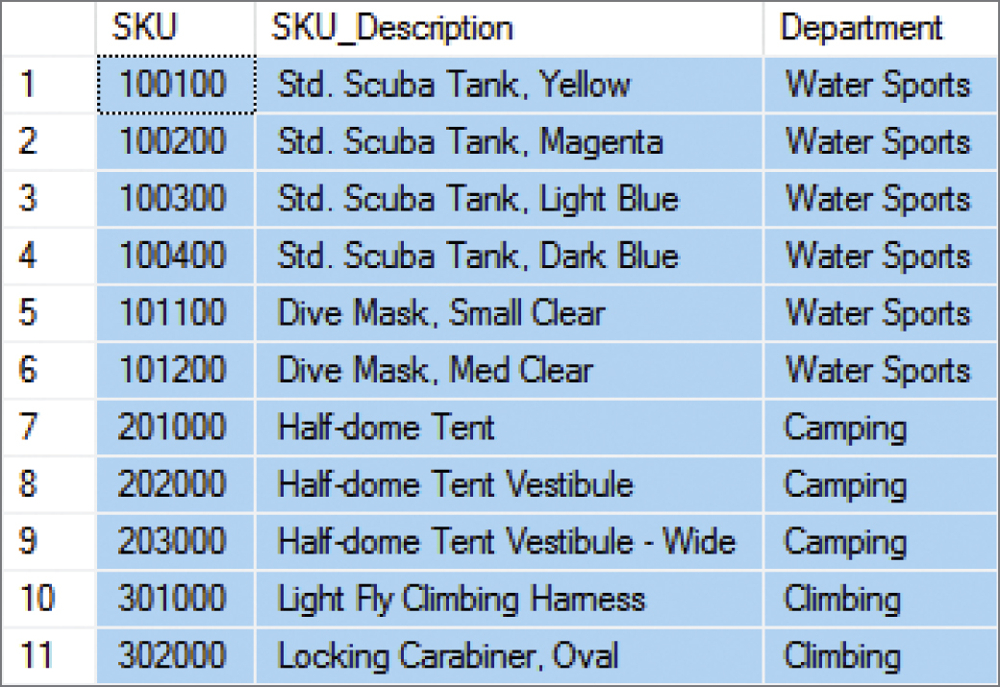 SKU SKU_Description Department
1 100100 Std. Scuba Tank, Yellow Water Sports
2 100200 Std. Scuba Tank, Magenta Water Sports
3 100300 Std. Scuba Tank, Light Blue Water Sports
4 100400 Std. Scuba Tank, Dark Blue Water Sports
5 101100 Dive Mask, Small Clear Water Sports
6 101200 Dive Mask, Med Clear Water Sports
7 201000 Half-dome Tent Camping
8 202000 Half-dome Tent Vestibule Camping
9 203000 Half-dome Tent Vestibule - Wide Camping
10 301000 Light Fly Climbing Harness Climbing
11 302000 Locking Carabiner, Oval Climbing